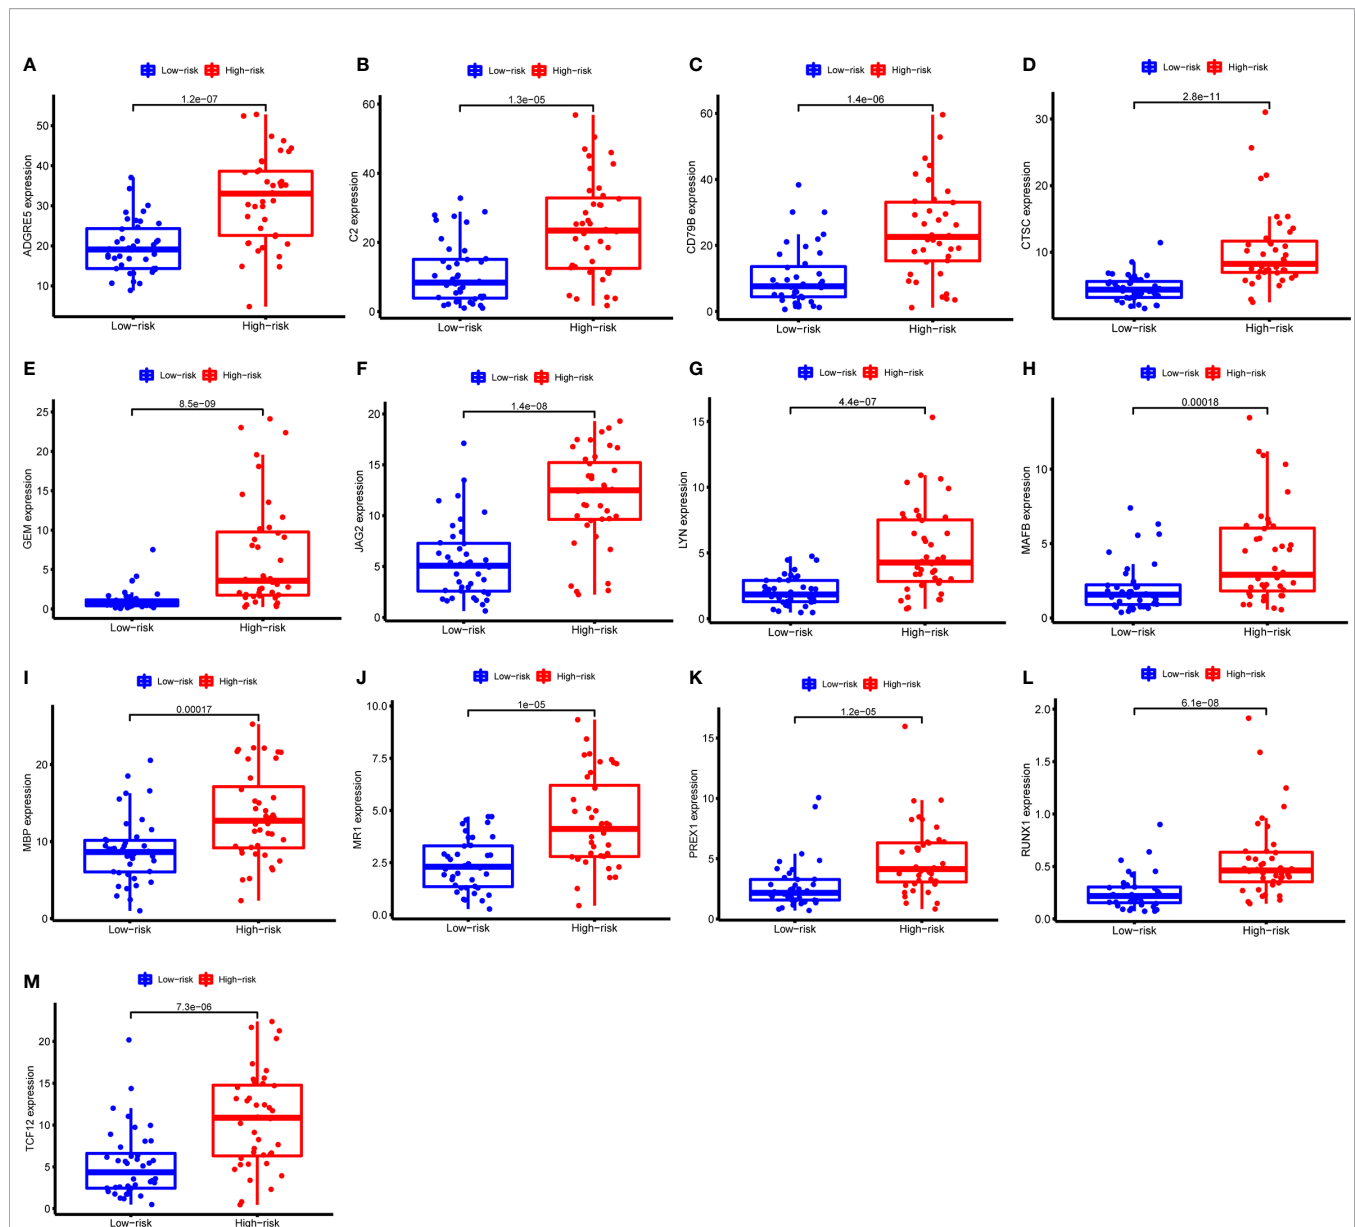 A
Low-risk High-risk
1.2e-07
ADGRE5 expression
50
40
30
20
10
Low-risk High-risk
B
Low-risk High-risk
1.3e-05
C2 expression
60
40
20
0
Low-risk High-risk
C
Low-risk High-risk
1.4e-06
CD79B expression
60
40
20
0
Low-risk High-risk
D
Low-risk High-risk
2.8e-11
CTSC expression
30
20
10
Low-risk High-risk
E
Low-risk High-risk
8.5e-09
GEM expression
25
20
15
10
5
0
Low-risk High-risk
F
Low-risk High-risk
1.4e-08
JAG2 expression
20
15
10
5
0
Low-risk High-risk
G
Low-risk High-risk
4.4e-07
LYN expression
15
10
5
0
Low-risk High-risk
H
Low-risk High-risk
0.00018
MAFB expression
10
5
0
Low-risk High-risk
I
Low-risk High-risk
0.00017
MBP expression
20
10
0
Low-risk High-risk
J
Low-risk High-risk
1e-05
MR1 expression
10.0
7.5
5.0
2.5
0.0
Low-risk High-risk
K
Low-risk High-risk
1.2e-05
PREX1 expression
15
10
5
0
Low-risk High-risk
L
Low-risk High-risk
6.1e-08
RUNX1 expression
2.0
1.5
1.0
0.5
0.0
Low-risk High-risk
M
Low-risk High-risk
7.3e-06
TCF12 expression
20
15
10
5
0
Low-risk High-risk